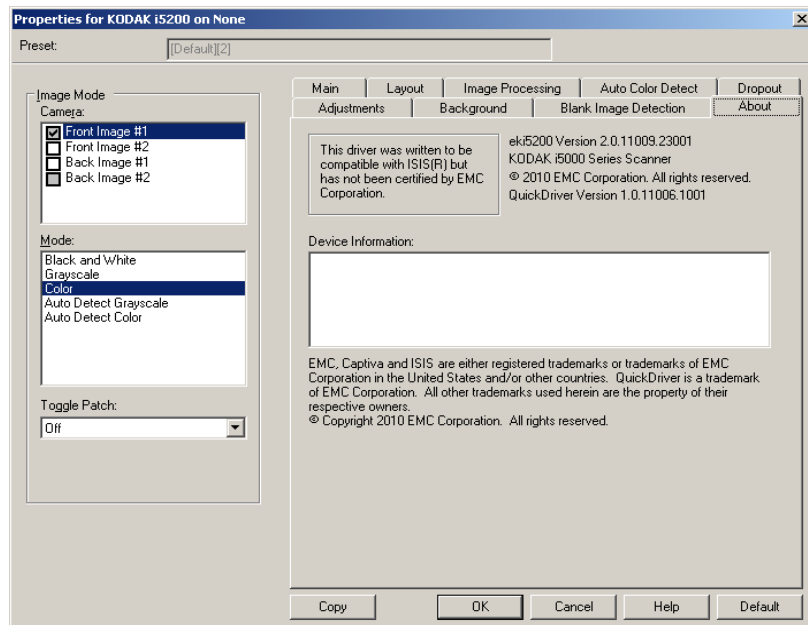 Properties for KODAK i5200 on None
Preset:
[Default][2]
Image Mode
Camera:
Front Image #1
Front Image #2
Back Image #1
Back Image #2
Mode:
Black and White
Grayscale
Color
Auto Detect Grayscale
Auto Detect Color
Toggle Patch:
Off
Main
Layout
Image Processing
Auto Color Detect
Dropout
Adjustments
Background
Blank Image Detection
About
This driver was written to be
compatible with ISIS(R) but
has not been certified by EMC
Corporation.
eki5200 Version 2.0.11009.23001
KODAK i5000 Series Scanner
© 2010 EMC Corporation. All rights reserved.
QuickDriver Version 1.0.11006.1001
Device Information:
EMC, Captiva and ISIS are either registered trademarks or trademarks of EMC
Corporation in the United States and/or other countries. QuickDriver is a trademark
of EMC Corporation. All other trademarks used herein are the property of their
respective owners.
© Copyright 2010 EMC Corporation. All rights reserved.
Copy
OK
Cancel
Help
Default